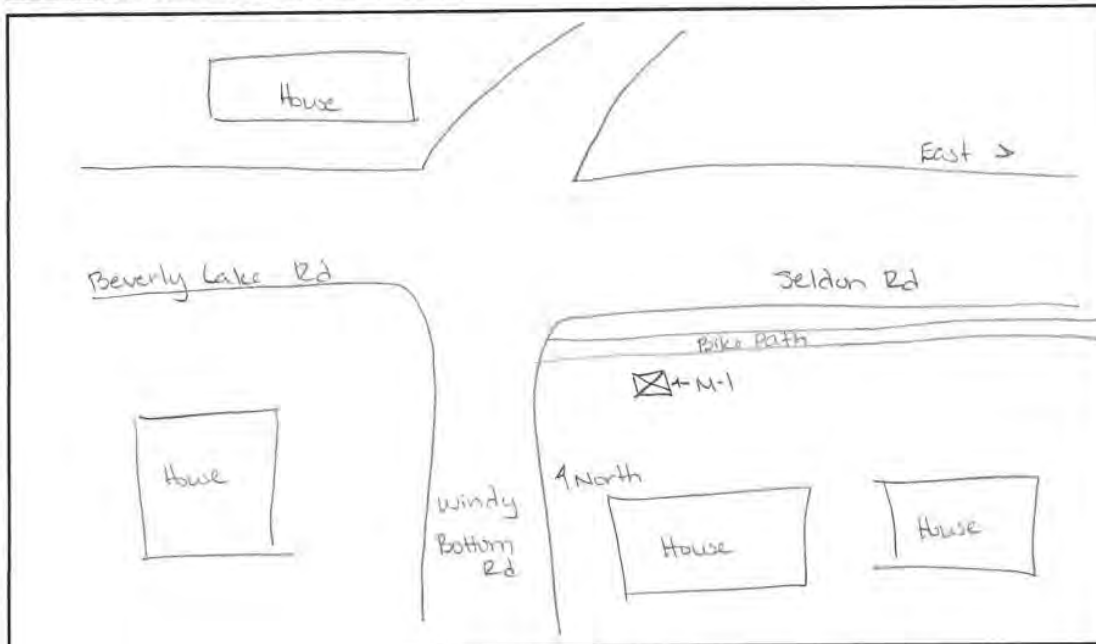 House
East >
Beverly Lake Rd
Seldon Rd
Bike Path
← M-1
House
↑ North
Windy
Bottom
Rd
House
House